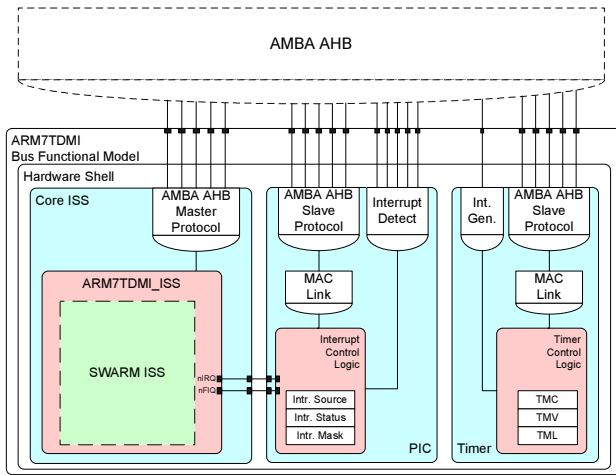 AMBA AHB
ARM7TDMI
Bus Functional Model
Hardware Shell
Core ISS
AMBA AHB
Master
Protocol
ARM7TDMI_ISS
SWARM ISS
nIRQ
nFIQ
AMBA AHB
Slave
Protocol
Interrupt
Detect
MAC
Link
Interrupt
Control
Logic
Intr. Source
Intr. Status
Intr. Mask
PIC
Int.
Gen.
AMBA AHB
Slave
Protocol
MAC
Link
Timer
Control
Logic
TMC
TMV
TML
Timer